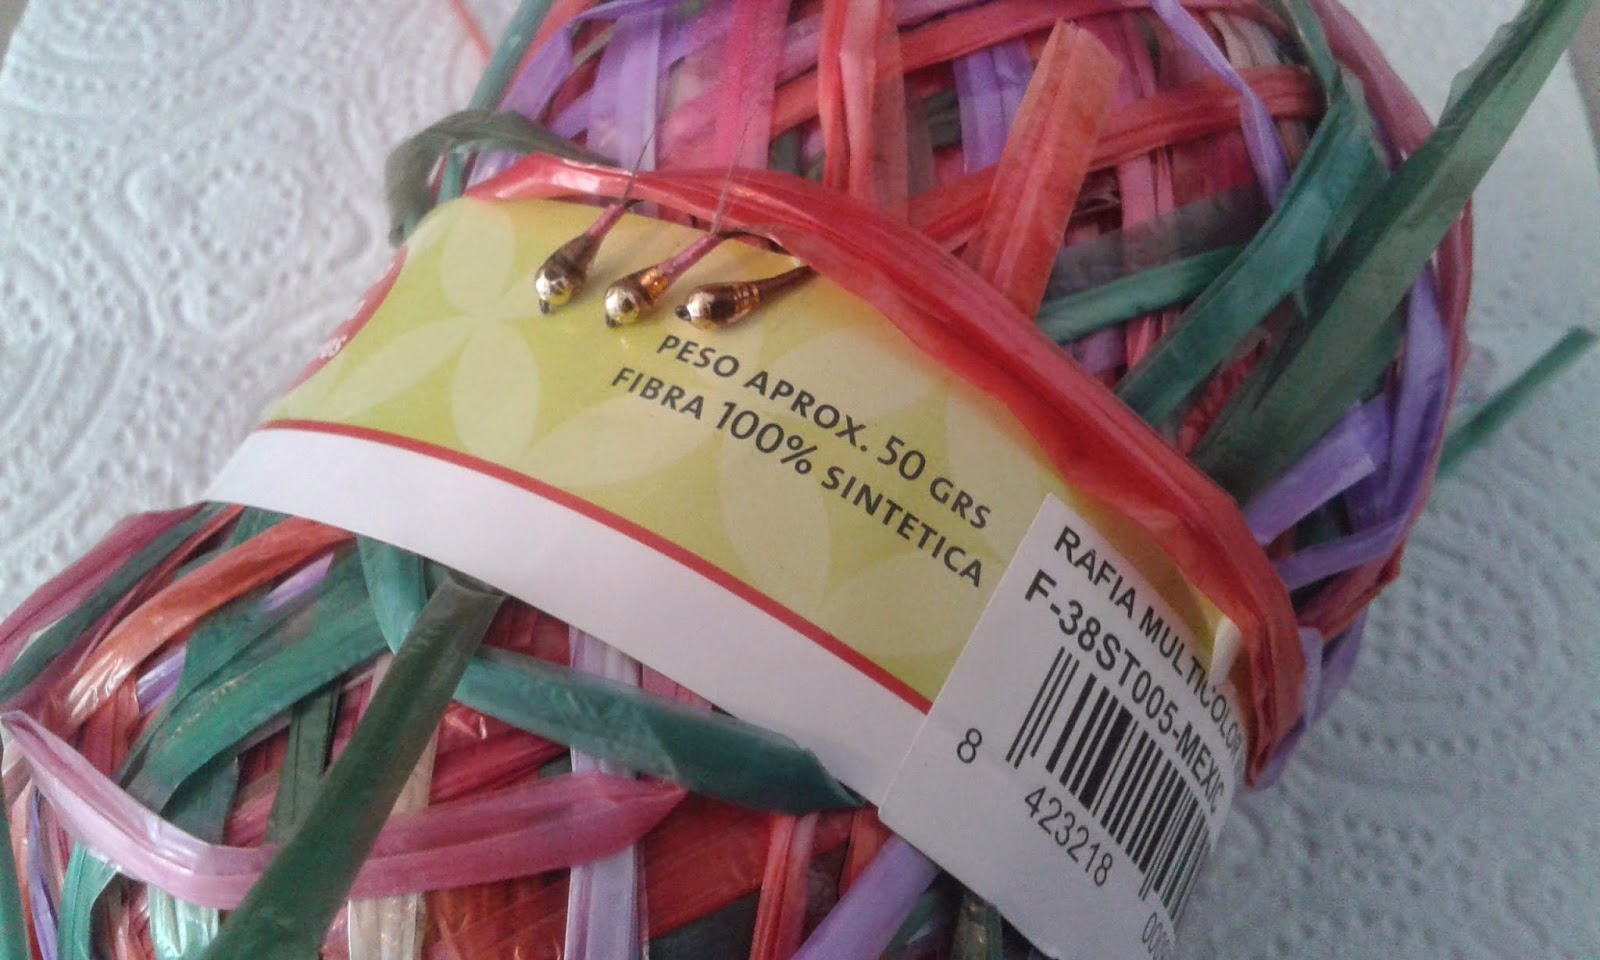 PESO APROX. 50 GRS
FIBRA 100% SINTETICA
RAFIA MULTICOLOR
F-38ST005-MEXIC
8
423218